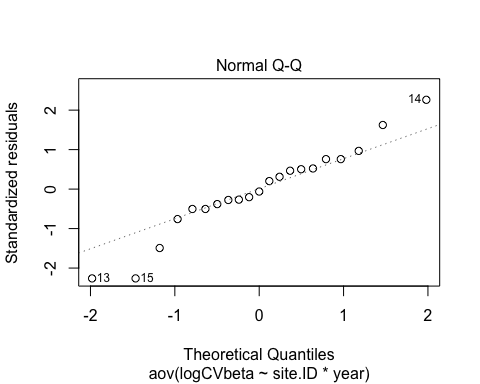 Normal Q-Q
Standardized residuals
2
1
0
-1
-2
14
13
15
-2 -1 0 1 2
Theoretical Quantiles
aov(logCVbeta ~ site.ID * year)